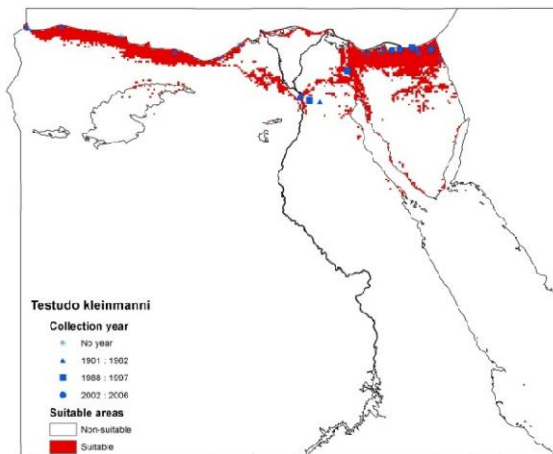 Testudo kleinmanni
Collection year
No year
1901 : 1902
1988 : 1997
2002 : 2006
Suitable areas
Non-suitable
Suitable